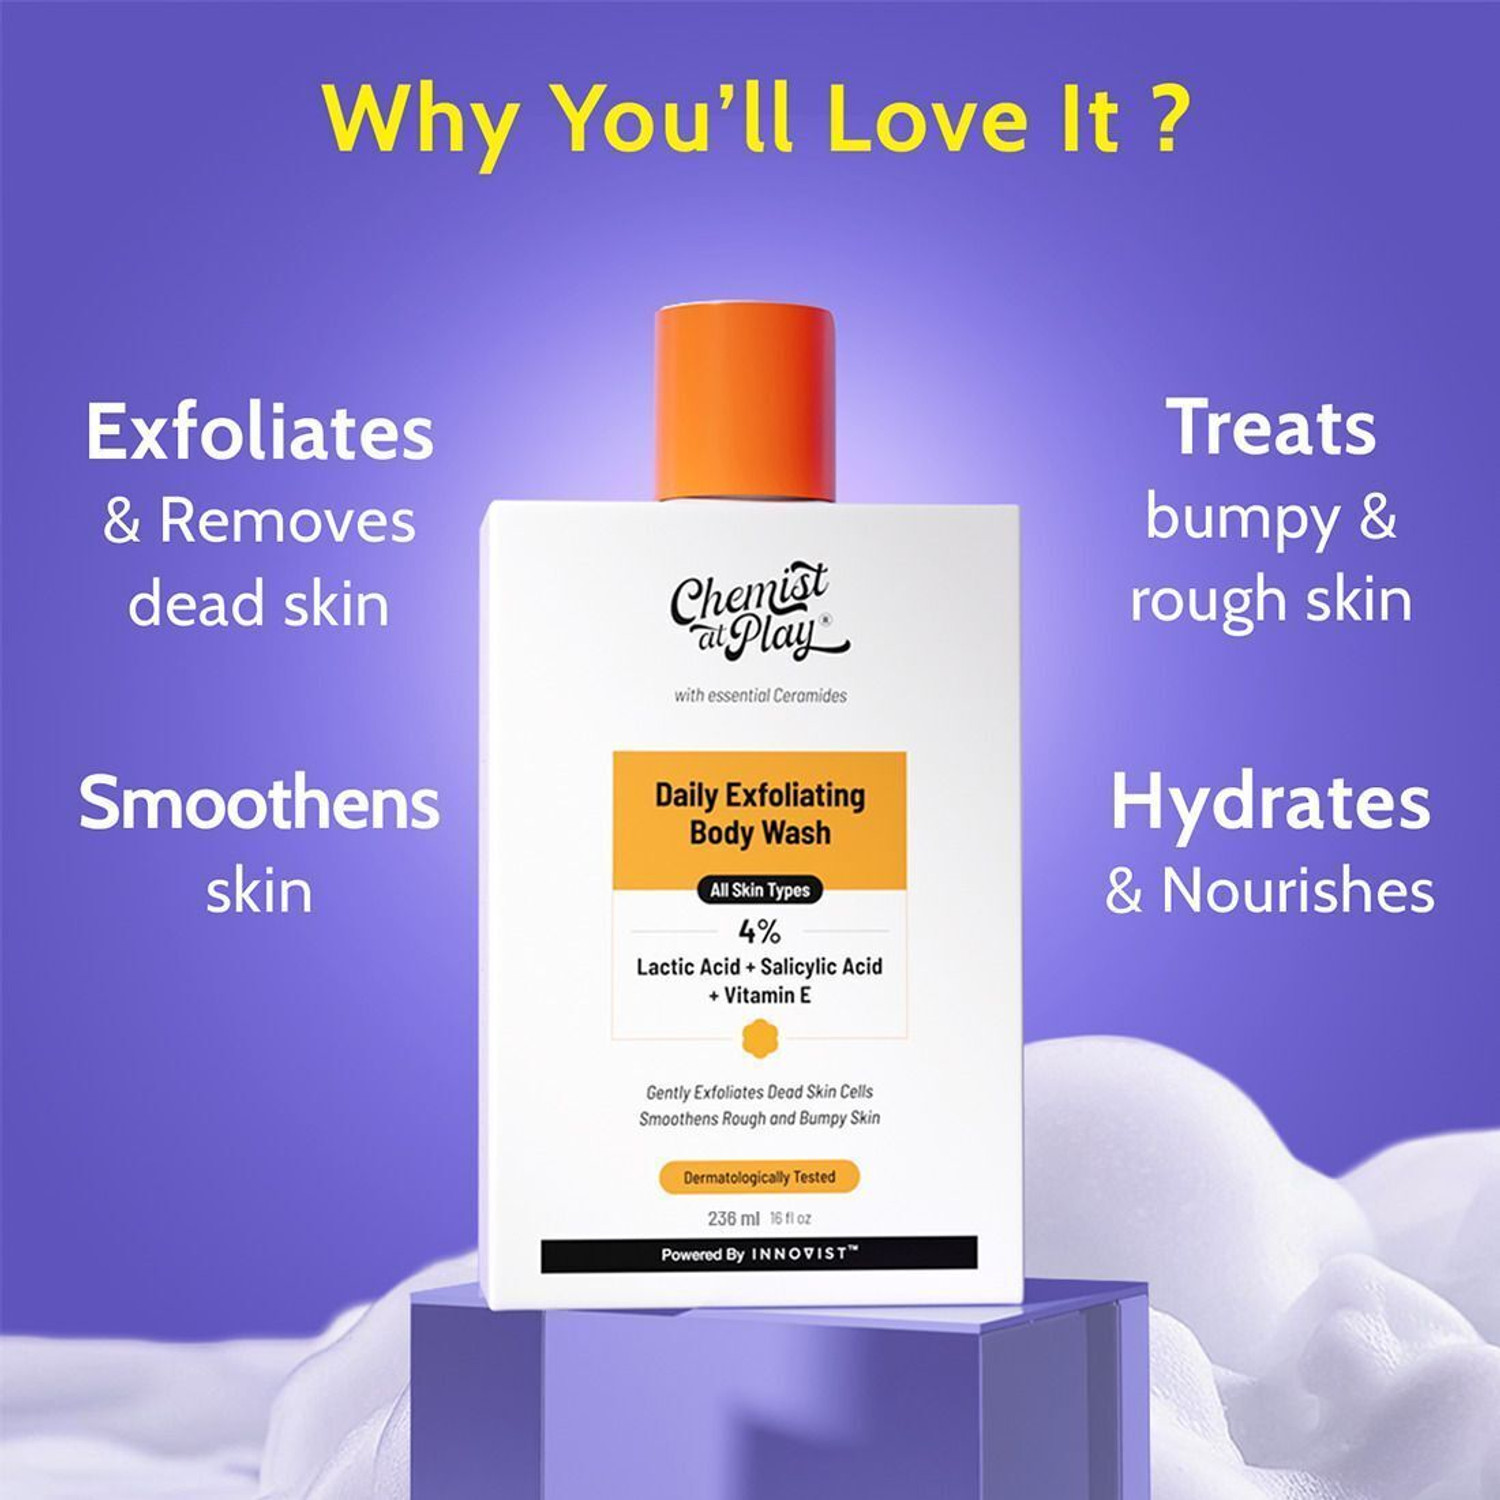 Why You'll Love It ?
Exfoliates
& Removes
dead skin
Smoothens
skin
Treats
bumpy &
rough skin
Hydrates
& Nourishes
Chemist
at Play®
with essential Ceramides
Daily Exfoliating
Body Wash
All Skin Types
4%
Lactic Acid + Salicylic Acid
+ Vitamin E
Gently Exfoliates Dead Skin Cells
Smoothens Rough and Bumpy Skin
Dermatologically Tested
236 ml 16 fl oz
Powered By INNOVIST™